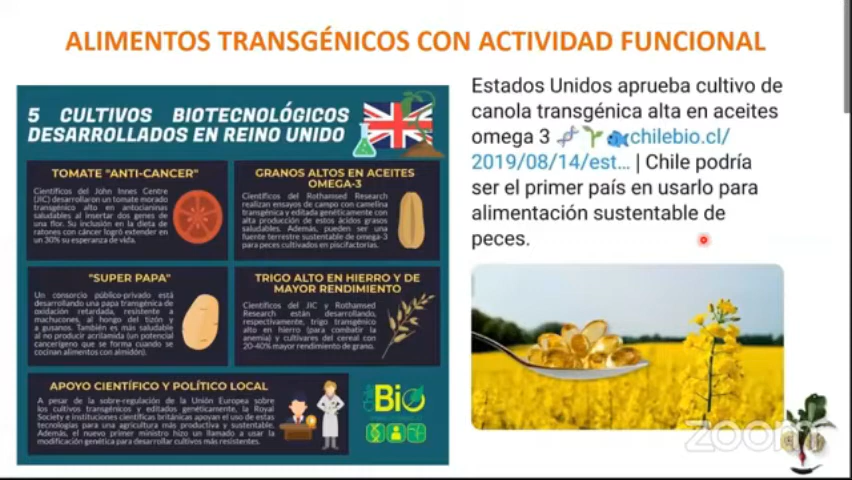 ALIMENTOS TRANSGÉNICOS CON ACTIVIDAD FUNCIONAL
5 CULTIVOS BIOTECNOLÓGICOS
DESARROLLADOS EN REINO UNIDO
TOMATE "ANTI-CANCER"
Científicos del John Innes Centre
(JIC) desarrollaron un tomate morado
transgénico alto en antocianinas
saludables al insertar dos genes de
una flor. Su inclusión en la dieta de
ratones con cáncer logró extender en
un 30% su esperanza de vida.
GRANOS ALTOS EN ACEITES
OMEGA-3
Científicos del Rothamsed Research
realizan ensayos de campo con camelina
transgénica y editada genéticamente con
alta producción de estos ácidos grasos
saludables. Además, pueden ser una
fuente terrestre sustentable de omega-3
para peces cultivados en piscifactorías.
"SUPER PAPA"
Un consorcio público-privado está
desarrollando una papa transgénica de
oxidación retardada, resistente a
machucones, al hongo del tizón y
a gusanos. También es más saludable
al no producir acrilamida (un potencial
cancerígeno que se forma cuando se
cocinan alimentos con almidón).
TRIGO ALTO EN HIERRO Y DE
MAYOR RENDIMIENTO
Científicos del JIC y Rothamsed
Research están desarrollando,
respectivamente, trigo transgénico
alto en hierro (para combatir la
anemia) y cultivares del cereal con
20-40% mayor rendimiento de grano.
APOYO CIENTÍFICO Y POLÍTICO LOCAL
A pesar de la sobre-regulación de la Unión Europea sobre
los cultivos transgénicos y editados genéticamente, la Royal
Society e instituciones científicas británicas apoyan el uso de estas
tecnologías para una agricultura más productiva y sustentable.
Además, el nuevo primer ministro hizo un llamado a usar la
modificación genética para desarrollar cultivos más resistentes.
Chile Bio
Estados Unidos aprueba cultivo de
canola transgénica alta en aceites
omega 3 🧬🌱🐟chilebio.cl/
2019/08/14/est… | Chile podría
ser el primer país en usarlo para
alimentación sustentable de
peces.
zoom